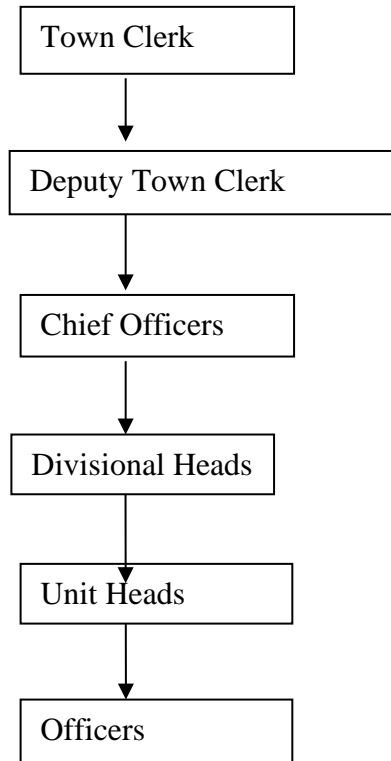 Town Clerk
Deputy Town Clerk
Chief Officers
Divisional Heads
Unit Heads
Officers